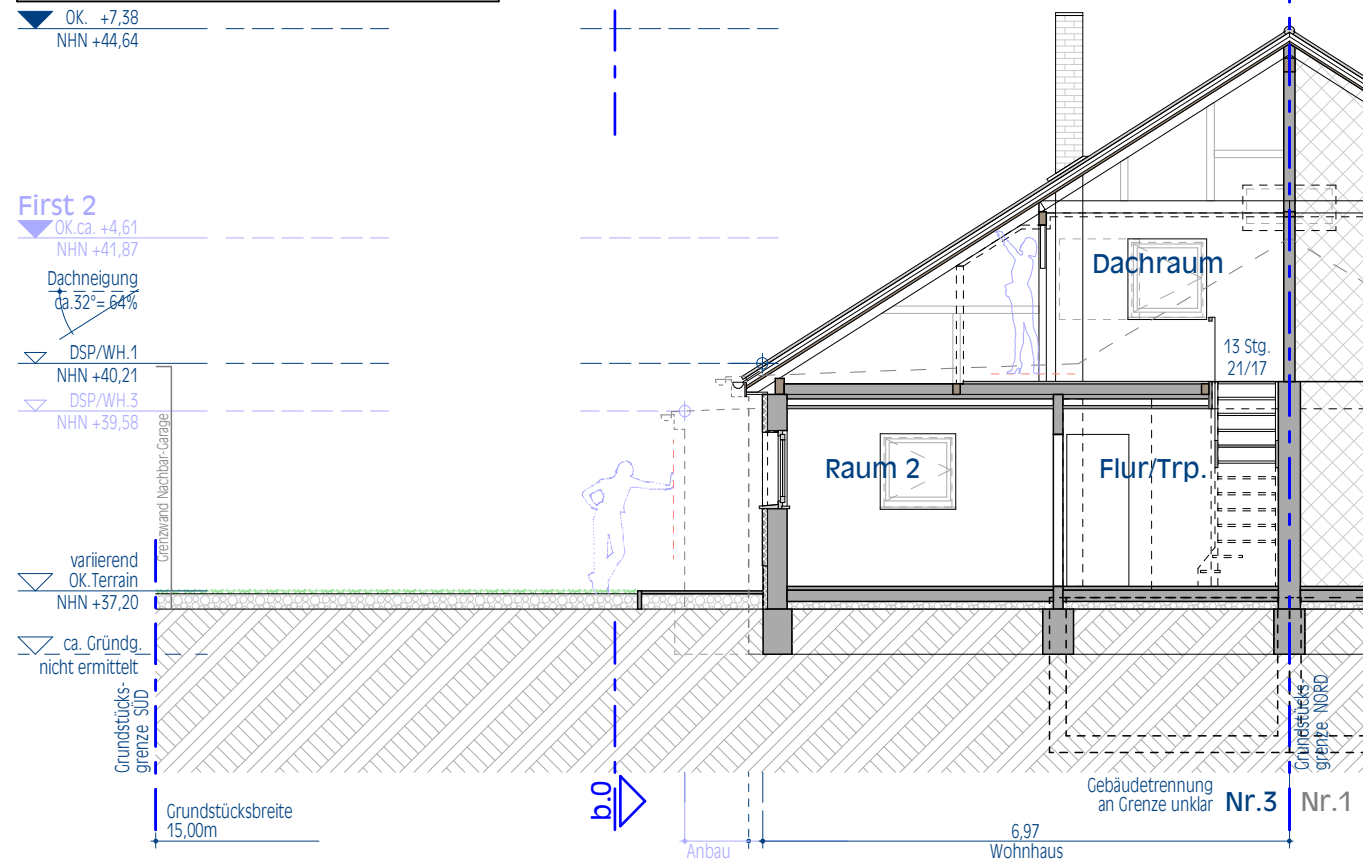 OK. +7,38
NHN +44,64
First 2
OK.ca. +4,61
NHN +41,87
Dachneigung
ca.32°= 64%
DSP/WH.1
NHN +40,21
DSP/WH.3
NHN +39,58
Grenzwand Nachbar-Garage
variierend
OK.Terrain
NHN +37,20
ca. Gründg.
nicht ermittelt
Grundstücks-
grenze SÜD
Dachraum
13 Stg.
21/17
Raum 2
Flur/Trp.
Grundstücks-
grenze NORD
Grundstücksbreite
15,00m
b.0
Gebäudetrennung
an Grenze unklar
Nr.3
Nr.1
Anbau
6,97
Wohnhaus